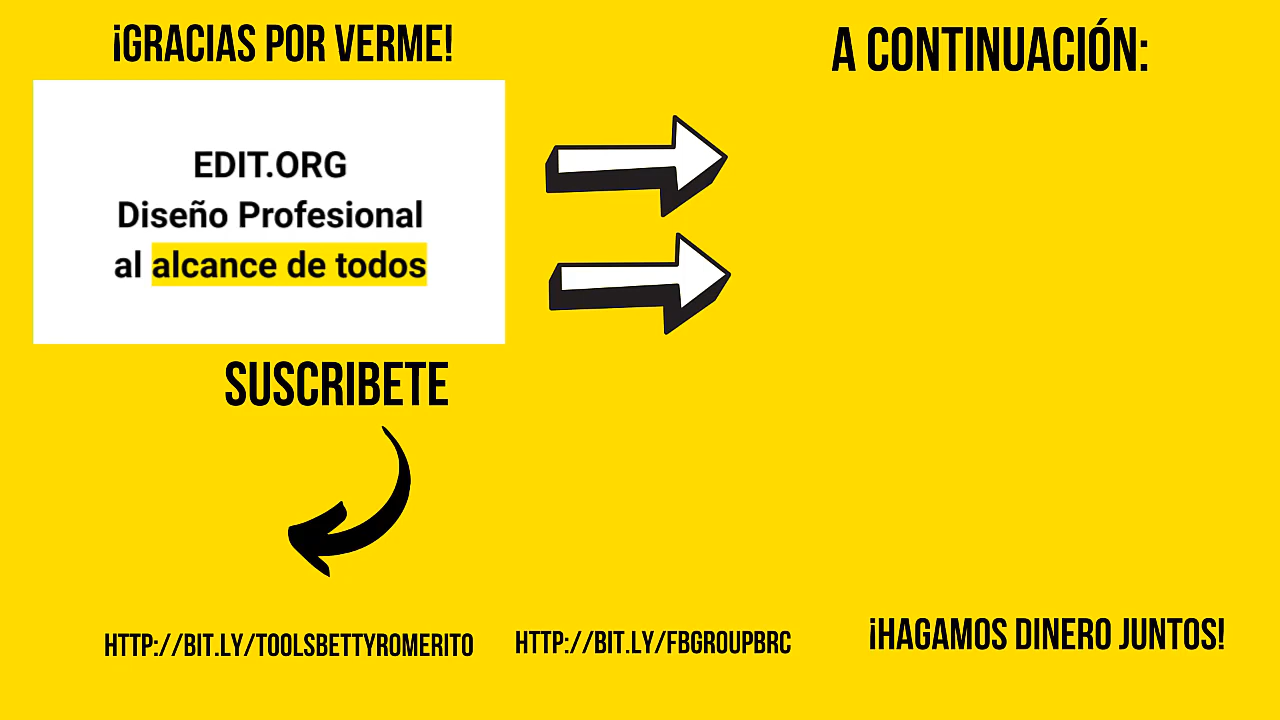 ¡GRACIAS POR VERME!
A CONTINUACIÓN:
EDIT.ORG
Diseño Profesional
al alcance de todos
SUSCRIBETE
HTTP://BIT.LY/TOOLSBETTYROMERITO
HTTP://BIT.LY/FBGROUPBRC
¡HAGAMOS DINERO JUNTOS!